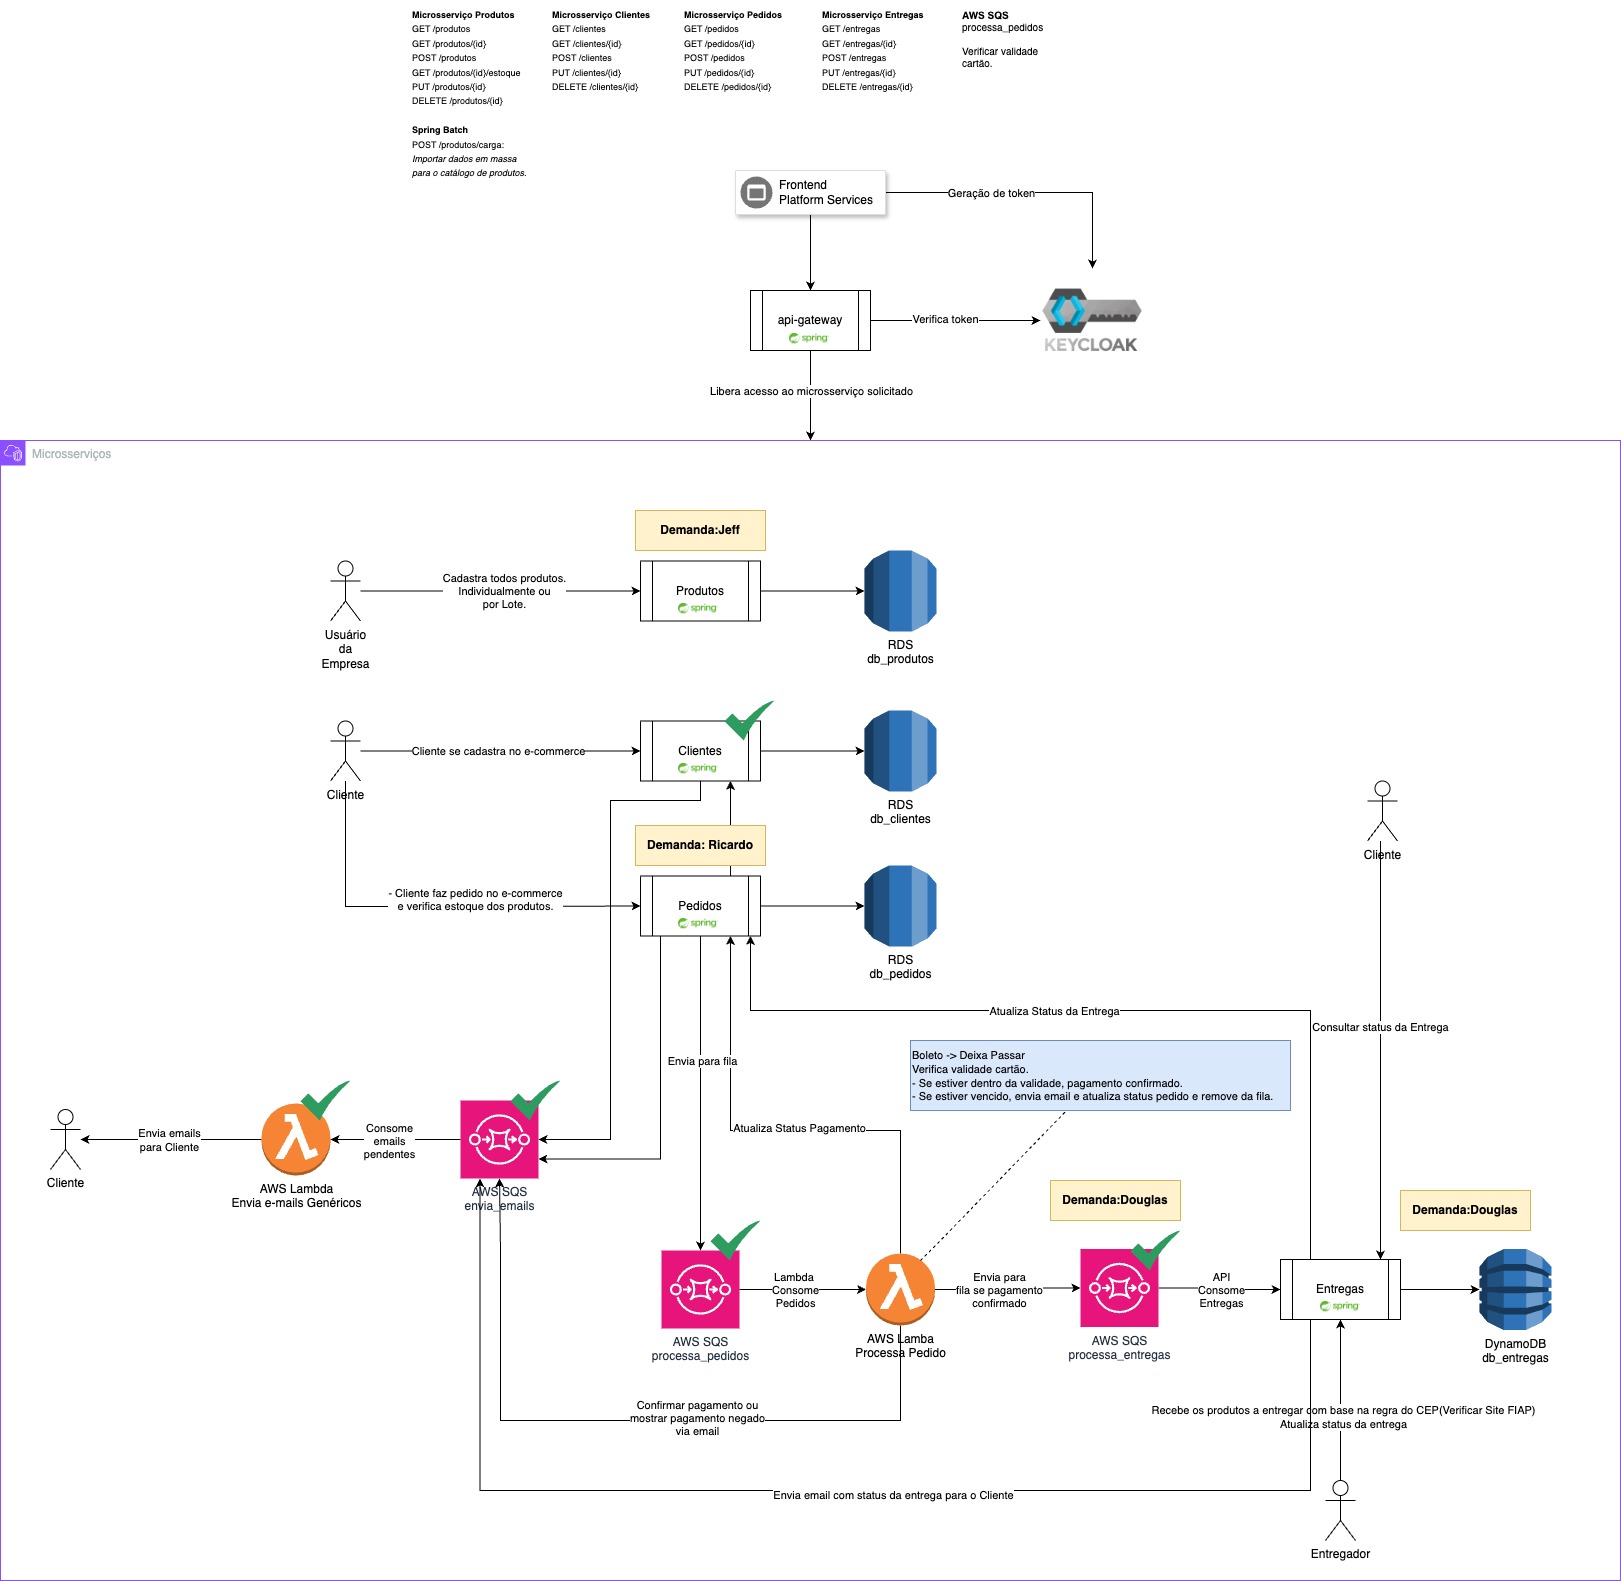 Microsserviço Produtos
GET /produtos
GET /produtos/{id}
POST /produtos
GET /produtos/{id}/estoque
PUT /produtos/{id}
DELETE /produtos/{id}
Spring Batch
POST /produtos/carga:
Importar dados em massa
para o catálogo de produtos.
Microsserviço Clientes
GET /clientes
GET /clientes/{id}
POST /clientes
PUT /clientes/{id}
DELETE /clientes/{id}
Microsserviço Pedidos
GET /pedidos
GET /pedidos/{id}
POST /pedidos
PUT /pedidos/{id}
DELETE /pedidos/{id}
Microsserviço Entregas
GET /entregas
GET /entregas/{id}
POST /entregas
PUT /entregas/{id}
DELETE /entregas/{id}
AWS SQS
processa_pedidos
Verificar validade
cartão.
Frontend
Platform Services
Geração de token
api-gateway
spring
Verifica token
KEYCLOAK
Libera acesso ao microsserviço solicitado
Microsserviços
Demanda:Jeff
Usuário
da
Empresa
Cadastra todos produtos.
Individualmente ou
por Lote.
Produtos
spring
RDS
db_produtos
Cliente
Cliente se cadastra no e-commerce
Clientes
spring
RDS
db_clientes
Demanda: Ricardo
- Cliente faz pedido no e-commerce
e verifica estoque dos produtos.
Pedidos
spring
RDS
db_pedidos
Cliente
Consultar status da Entrega
Atualiza Status da Entrega
Envia para fila
Boleto -> Deixa Passar
Verifica validade cartão.
- Se estiver dentro da validade, pagamento confirmado.
- Se estiver vencido, envia email e atualiza status pedido e remove da fila.
Atualiza Status Pagamento
Cliente
Envia emails
para Cliente
AWS Lambda
Envia e-mails Genéricos
Consome
emails
pendentes
AWS SQS
envia_emails
AWS SQS
processa_pedidos
Lambda
Consome
Pedidos
AWS Lamba
Processa Pedido
Envia para
fila se pagamento
confirmado
Demanda:Douglas
AWS SQS
processa_entregas
API
Consome
Entregas
Entregas
spring
Demanda:Douglas
DynamoDB
db_entregas
Confirmar pagamento ou
mostrar pagamento negado
via email
Recebe os produtos a entregar com base na regra do CEP(Verificar Site FIAP)
Atualiza status da entrega
Envia email com status da entrega para o Cliente
Entregador